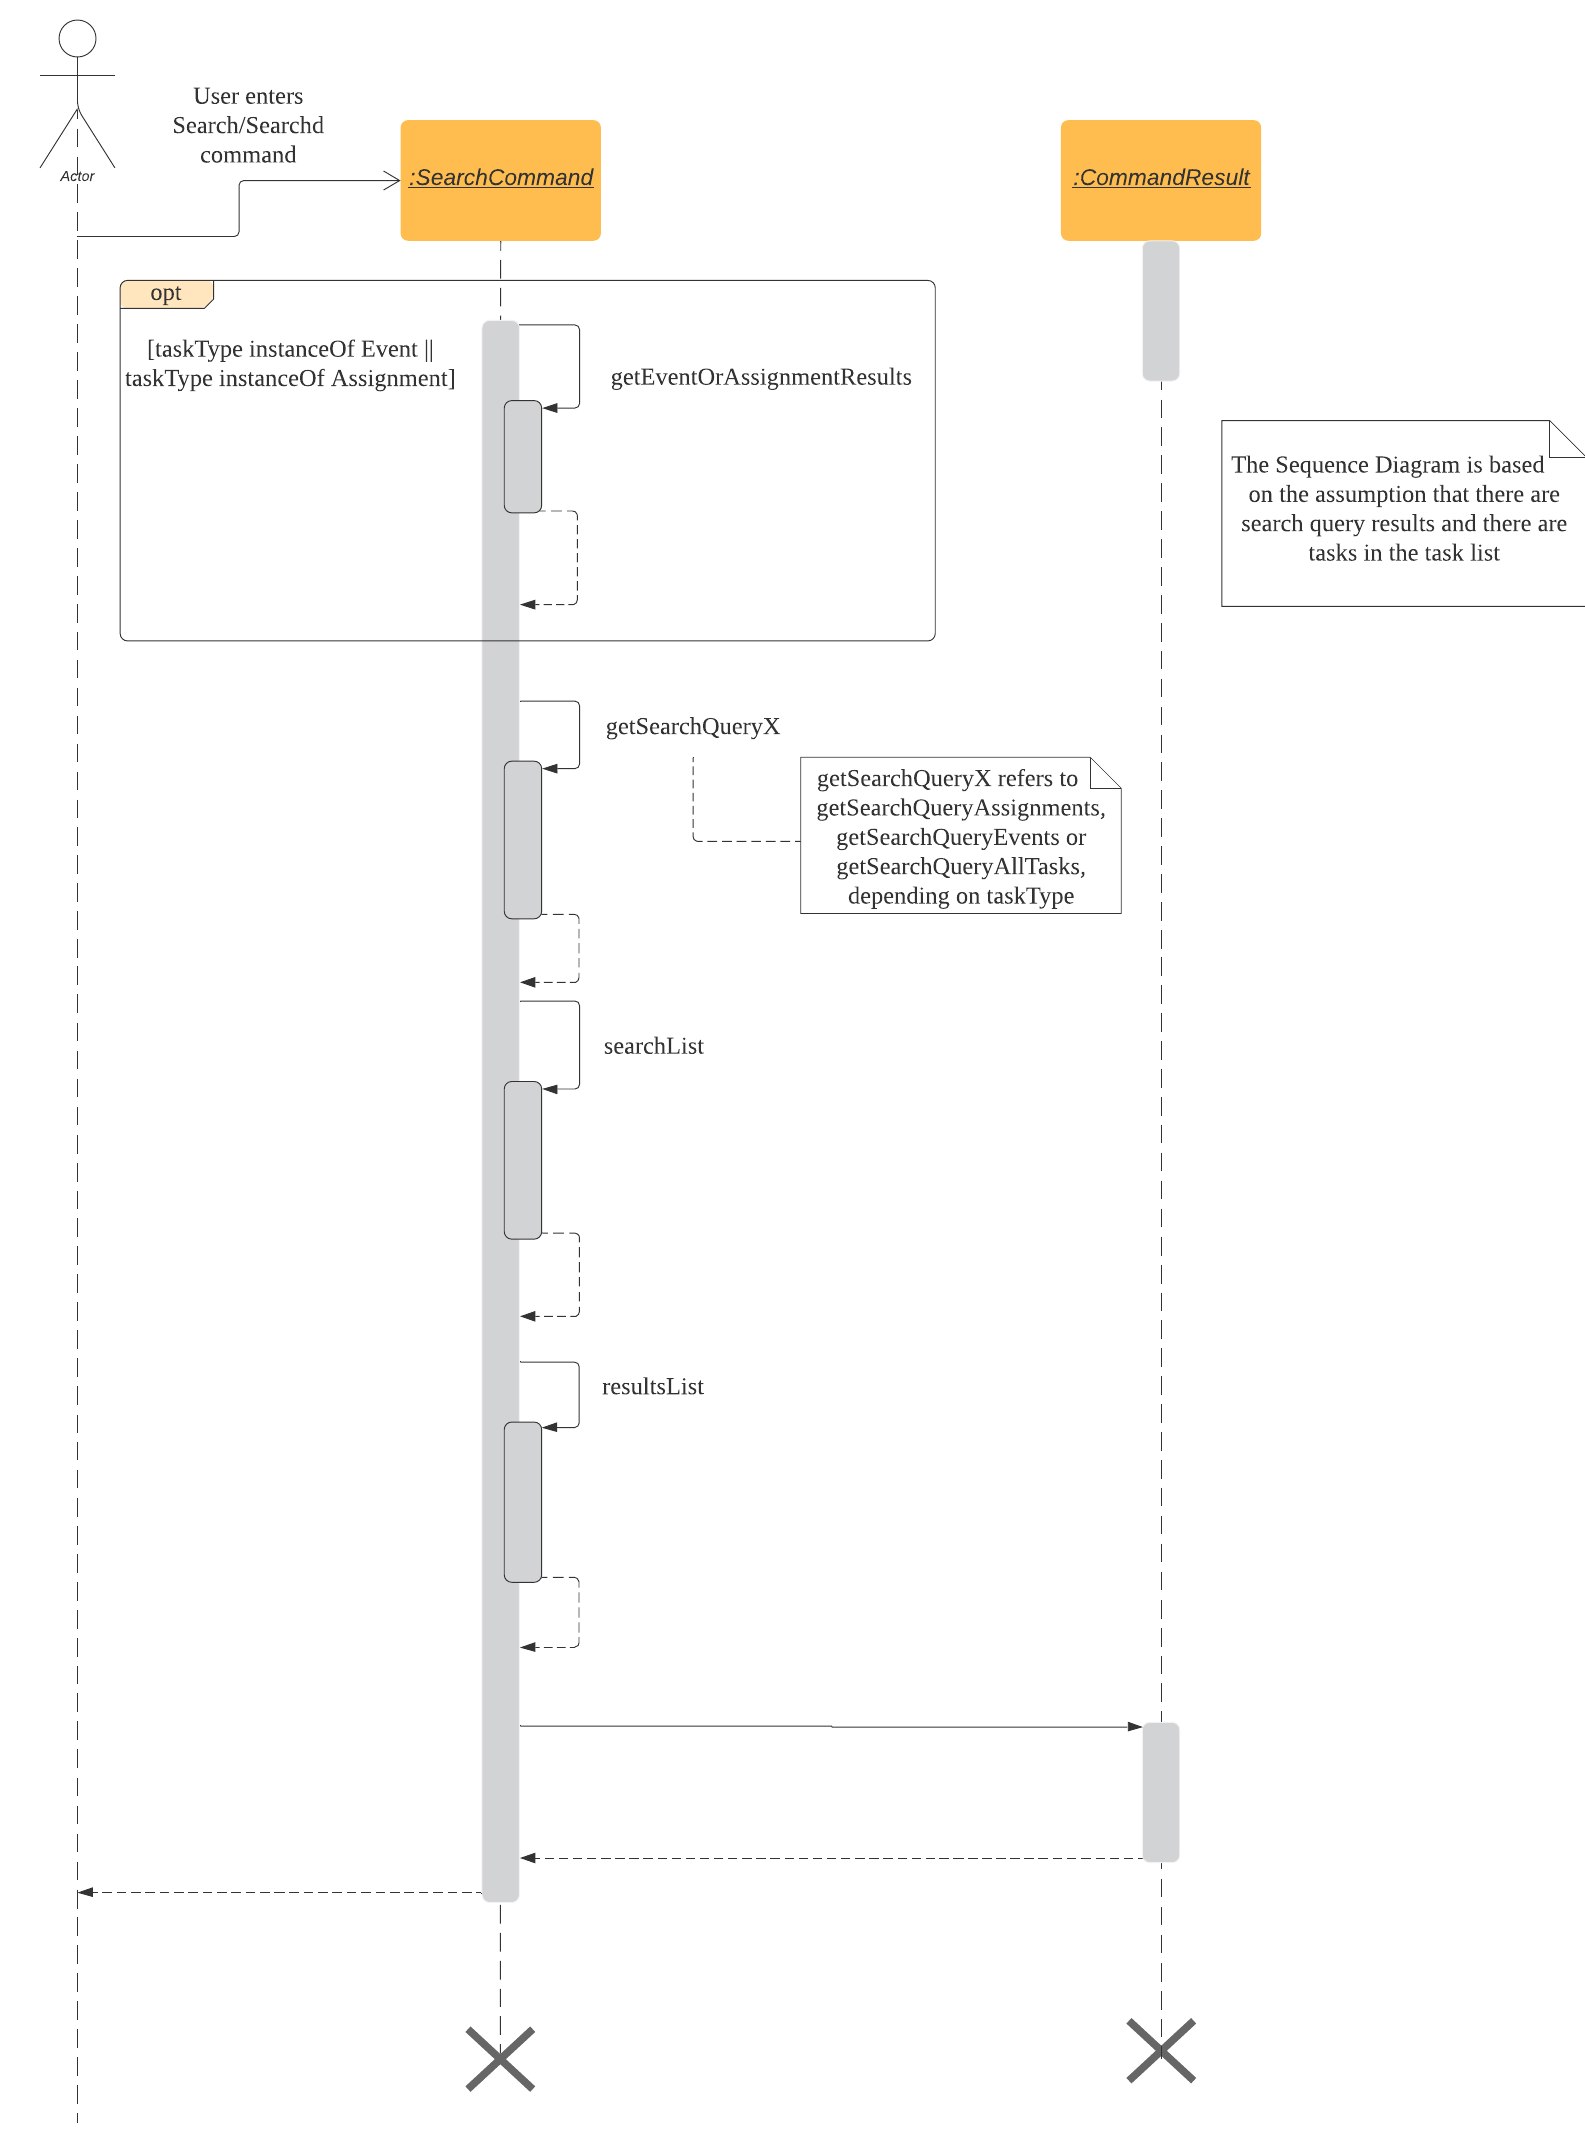 User enters
Search/Searchd
command
Actor
:SearchCommand
:CommandResult
opt
[taskType instanceOf Event ||
taskType instanceOf Assignment]
getEventOrAssignmentResults
The Sequence Diagram is based
on the assumption that there are
search query results and there are
tasks in the task list
getSearchQueryX
getSearchQueryX refers to
getSearchQueryAssignments,
getSearchQueryEvents or
getSearchQueryAllTasks,
depending on taskType
searchList
resultsList